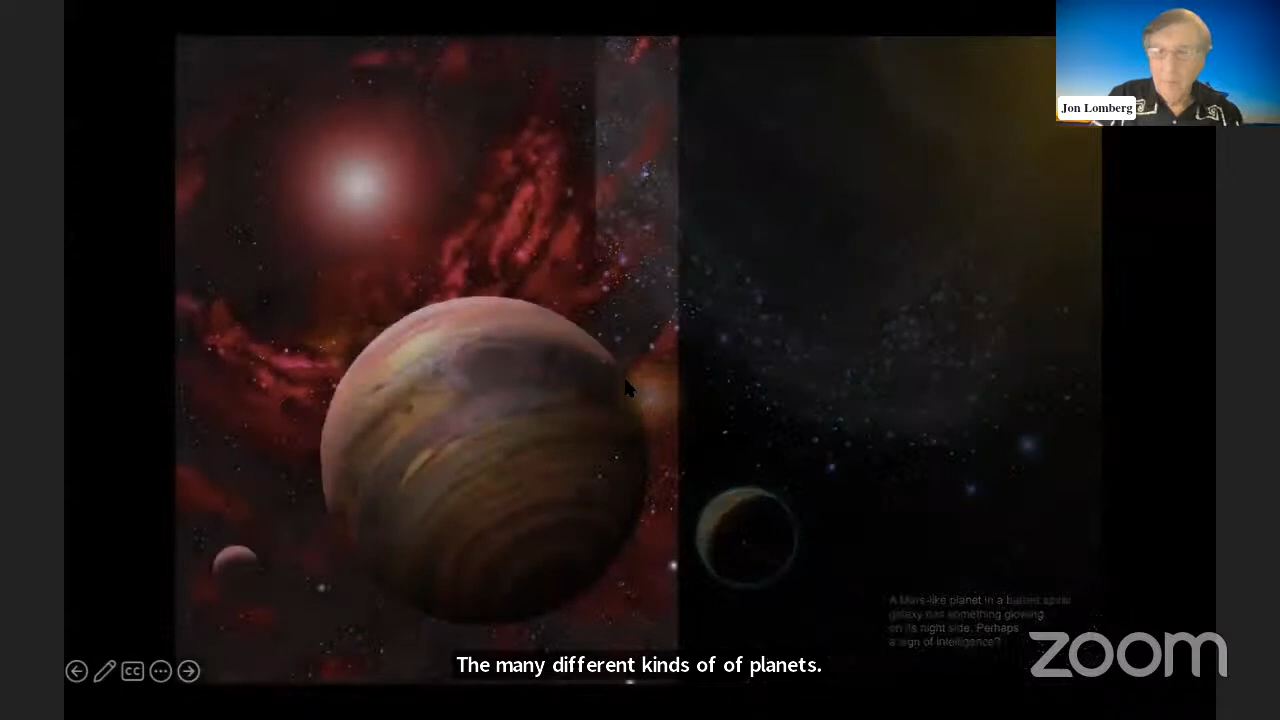 Jon Lomberg
A Mars-like planet in a barred spiral
galaxy has something glowing
on its night side. Perhaps
a sign of intelligence?
zoom
CC
The many different kinds of of planets.